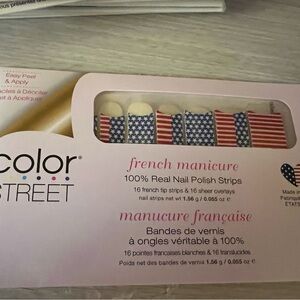 Easy Peel
& Apply
à Décoller
et à Appliquer
color®
STREET
french manicure
100% Real Nail Polish Strips
16 french tip strips & 16 sheer overlays
nail strips net wt 1.56 g / 0.055 oz ℮
manucure française
Bandes de vernis
à ongles véritable à 100%
16 pointes françaises blanches & 16 translucides
Poids net des bandes de vernis 1.56 g / 0.055 oz ℮
Made in
Fabriqué
ÉTATS